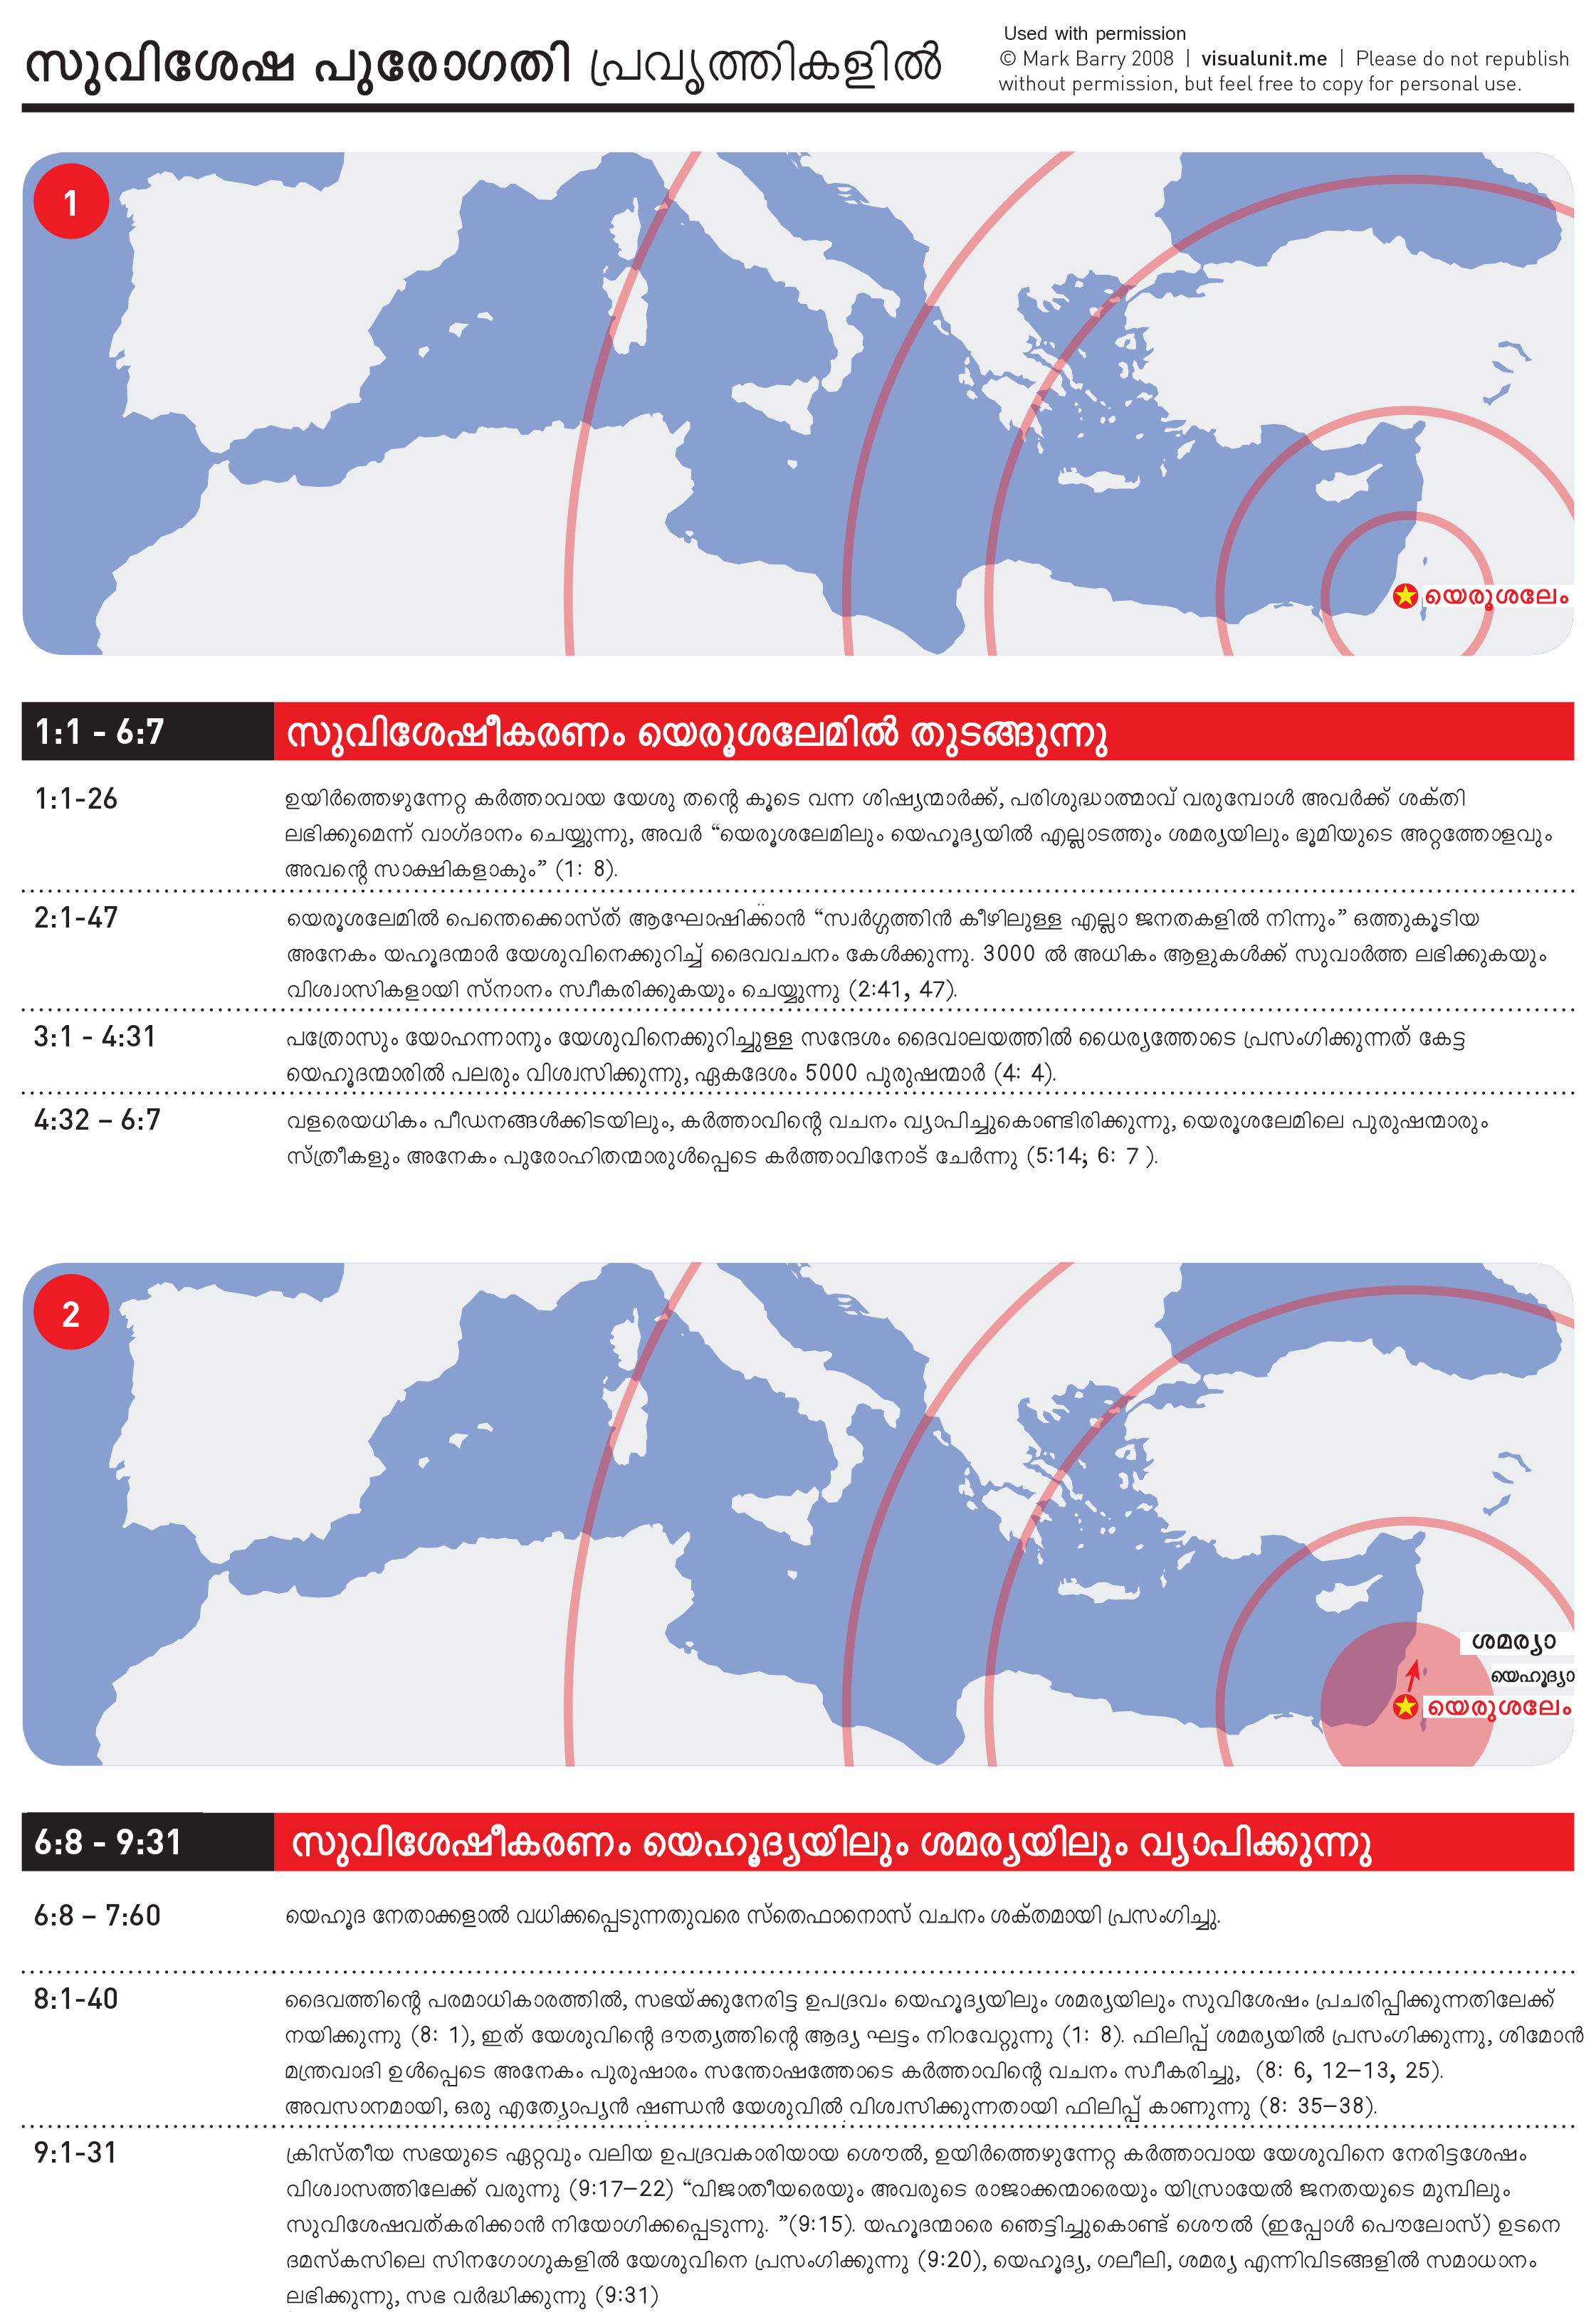 സുവിശേഷ പുരോഗതി പ്രവൃത്തികളിൽ
Used with permission
© Mark Barry 2008 | visualunit.me | Please do not republish
without permission, but feel free to copy for personal use.
1
യെരൂശലേം
1:1 - 6:7 സുവിശേഷീകരണം യെരൂശലേമിൽ തുടങ്ങുന്നു
1:1-26 ഉയിർത്തെഴുന്നേറ്റ കർത്താവായ യേശു തന്റെ കൂടെ വന്ന ശിഷ്യന്മാർക്ക്, പരിശുദ്ധാത്മാവ് വരുമ്പോൾ അവർക്ക് ശക്തി
ലഭിക്കുമെന്ന് വാഗ്ദാനം ചെയ്യുന്നു, അവർ “യെരൂശലേമിലും യെഹൂദ്യയിൽ എല്ലാടത്തും ശമര്യയിലും ഭൂമിയുടെ അറ്റത്തോളവും
അവന്റെ സാക്ഷികളാകും” (1: 8).
2:1-47 യെരൂശലേമിൽ പെന്തെക്കൊസ്ത് ആഘോഷിക്കാൻ “സ്വർഗ്ഗത്തിൻ കീഴിലുള്ള എല്ലാ ജനതകളിൽ നിന്നും” ഒത്തുകൂടിയ
അനേകം യഹൂദന്മാർ യേശുവിനെക്കുറിച്ച് ദൈവവചനം കേൾക്കുന്നു. 3000 ൽ അധികം ആളുകൾക്ക് സുവാർത്ത ലഭിക്കുകയും
വിശ്വാസികളായി സ്നാനം സ്വീകരിക്കുകയും ചെയ്യുന്നു (2:41, 47).
3:1 - 4:31 പത്രോസും യോഹന്നാനും യേശുവിനെക്കുറിച്ചുള്ള സന്ദേശം ദൈവാലയത്തിൽ ധൈര്യത്തോടെ പ്രസംഗിക്കുന്നത് കേട്ട
യെഹൂദന്മാരിൽ പലരും വിശ്വസിക്കുന്നു, ഏകദേശം 5000 പുരുഷന്മാർ (4: 4).
4:32 – 6:7 വളരെയധികം പീഡനങ്ങൾക്കിടയിലും, കർത്താവിന്റെ വചനം വ്യാപിച്ചുകൊണ്ടിരിക്കുന്നു, യെരൂശലേമിലെ പുരുഷന്മാരും
സ്ത്രീകളും അനേകം പുരോഹിതന്മാരുൾപ്പെടെ കർത്താവിനോട് ചേർന്നു (5:14; 6: 7 ).
2
ശമര്യാ
യെഹൂദ്യാ
യെരുശലേം
6:8 - 9:31 സുവിശേഷീകരണം യെഹൂദ്യയിലും ശമര്യയിലും വ്യാപിക്കുന്നു
6:8 – 7:60 യെഹൂദ നേതാക്കളാൽ വധിക്കപ്പെടുന്നതുവരെ സ്തെഫാനൊസ് വചനം ശക്തമായി പ്രസംഗിച്ചു.
8:1-40 ദൈവത്തിന്റെ പരമാധികാരത്തിൽ, സഭയ്ക്കുനേരിട്ട ഉപദ്രവം യെഹൂദ്യയിലും ശമര്യയിലും സുവിശേഷം പ്രചരിപ്പിക്കുന്നതിലേക്ക്
നയിക്കുന്നു (8: 1), ഇത് യേശുവിന്റെ ദൗത്യത്തിന്റെ ആദ്യ ഘട്ടം നിറവേറ്റുന്നു (1: 8). ഫിലിപ്പ് ശമര്യയിൽ പ്രസംഗിക്കുന്നു, ശിമോൻ
മന്ത്രവാദി ഉൾപ്പെടെ അനേകം പുരുഷാരം സന്തോഷത്തോടെ കർത്താവിന്റെ വചനം സ്വീകരിച്ചു, (8: 6, 12–13, 25).
അവസാനമായി, ഒരു എത്യോപ്യൻ ഷണ്ഡൻ യേശുവിൽ വിശ്വസിക്കുന്നതായി ഫിലിപ്പ് കാണുന്നു (8: 35–38).
9:1-31 ക്രിസ്തീയ സഭയുടെ ഏറ്റവും വലിയ ഉപദ്രവകാരിയായ ശൌൽ, ഉയിർത്തെഴുന്നേറ്റ കർത്താവായ യേശുവിനെ നേരിട്ടശേഷം
വിശ്വാസത്തിലേക്ക് വരുന്നു (9:17–22) “വിജാതീയരെയും അവരുടെ രാജാക്കന്മാരെയും യിസ്രായേൽ ജനതയുടെ മുമ്പിലും
സുവിശേഷവത്കരിക്കാൻ നിയോഗിക്കപ്പെടുന്നു. ”(9:15). യഹൂദന്മാരെ ഞെട്ടിച്ചുകൊണ്ട് ശൌൽ (ഇപ്പോൾ പൌലോസ്) ഉടനെ
ദമസ്കസിലെ സിനഗോഗുകളിൽ യേശുവിനെ പ്രസംഗിക്കുന്നു (9:20), യെഹൂദ്യ, ഗലീലി, ശമര്യ എന്നിവിടങ്ങളിൽ സമാധാനം
ലഭിക്കുന്നു, സഭ വർദ്ധിക്കുന്നു (9:31)